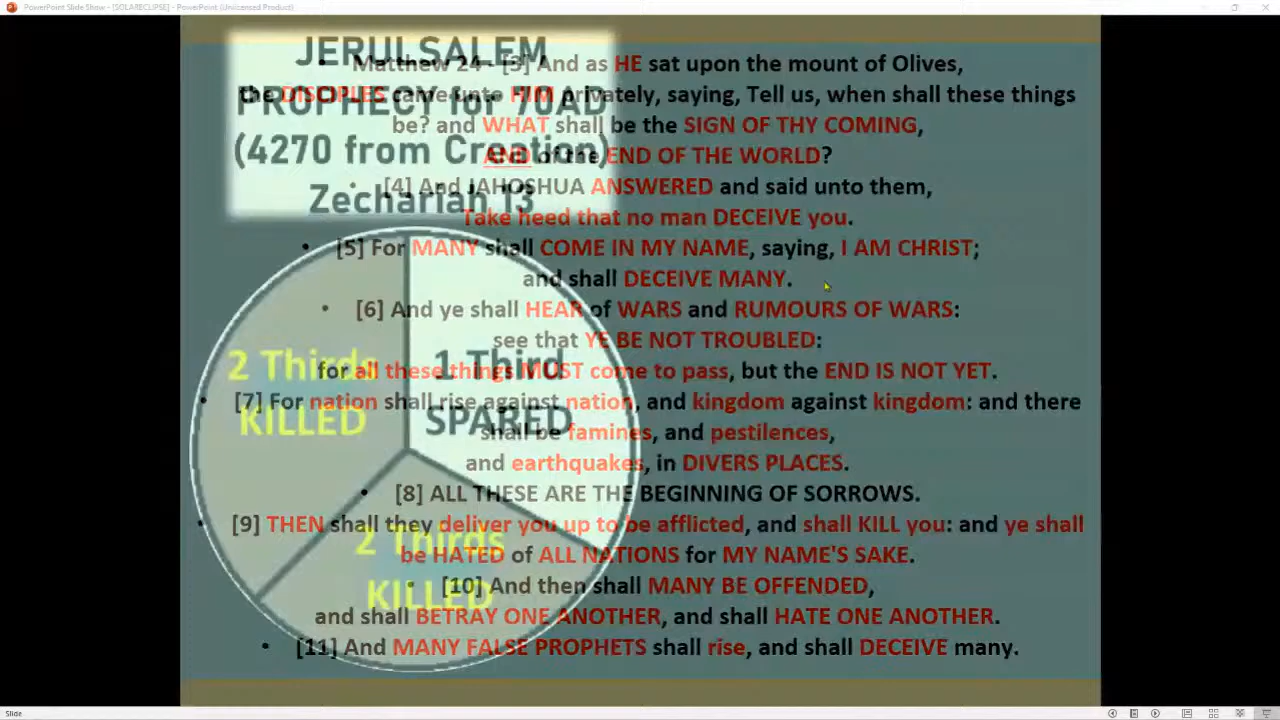 PowerPoint Slide Show - [SOLARECLIPSE] - PowerPoint (Unlicensed Product)
JERULSALEM
PROPHECY for 70AD
(4270 from Creation)
Zechariah 13
• Matthew 24 - [3] And as HE sat upon the mount of Olives,
the DISCIPLES came unto HIM privately, saying, Tell us, when shall these things
be? and WHAT shall be the SIGN OF THY COMING,
AND of the END OF THE WORLD?
• [4] And JAHOSHUA ANSWERED and said unto them,
Take heed that no man DECEIVE you.
• [5] For MANY shall COME IN MY NAME, saying, I AM CHRIST;
and shall DECEIVE MANY.
• [6] And ye shall HEAR of WARS and RUMOURS OF WARS:
see that YE BE NOT TROUBLED:
for all these things MUST come to pass, but the END IS NOT YET.
• [7] For nation shall rise against nation, and kingdom against kingdom: and there
shall be famines, and pestilences,
and earthquakes, in DIVERS PLACES.
• [8] ALL THESE ARE THE BEGINNING OF SORROWS.
• [9] THEN shall they deliver you up to be afflicted, and shall KILL you: and ye shall
be HATED of ALL NATIONS for MY NAME'S SAKE.
• [10] And then shall MANY BE OFFENDED,
and shall BETRAY ONE ANOTHER, and shall HATE ONE ANOTHER.
• [11] And MANY FALSE PROPHETS shall rise, and shall DECEIVE many.
2 Thirds
KILLED
1 Third
SPARED
2 Thirds
KILLED
Slide